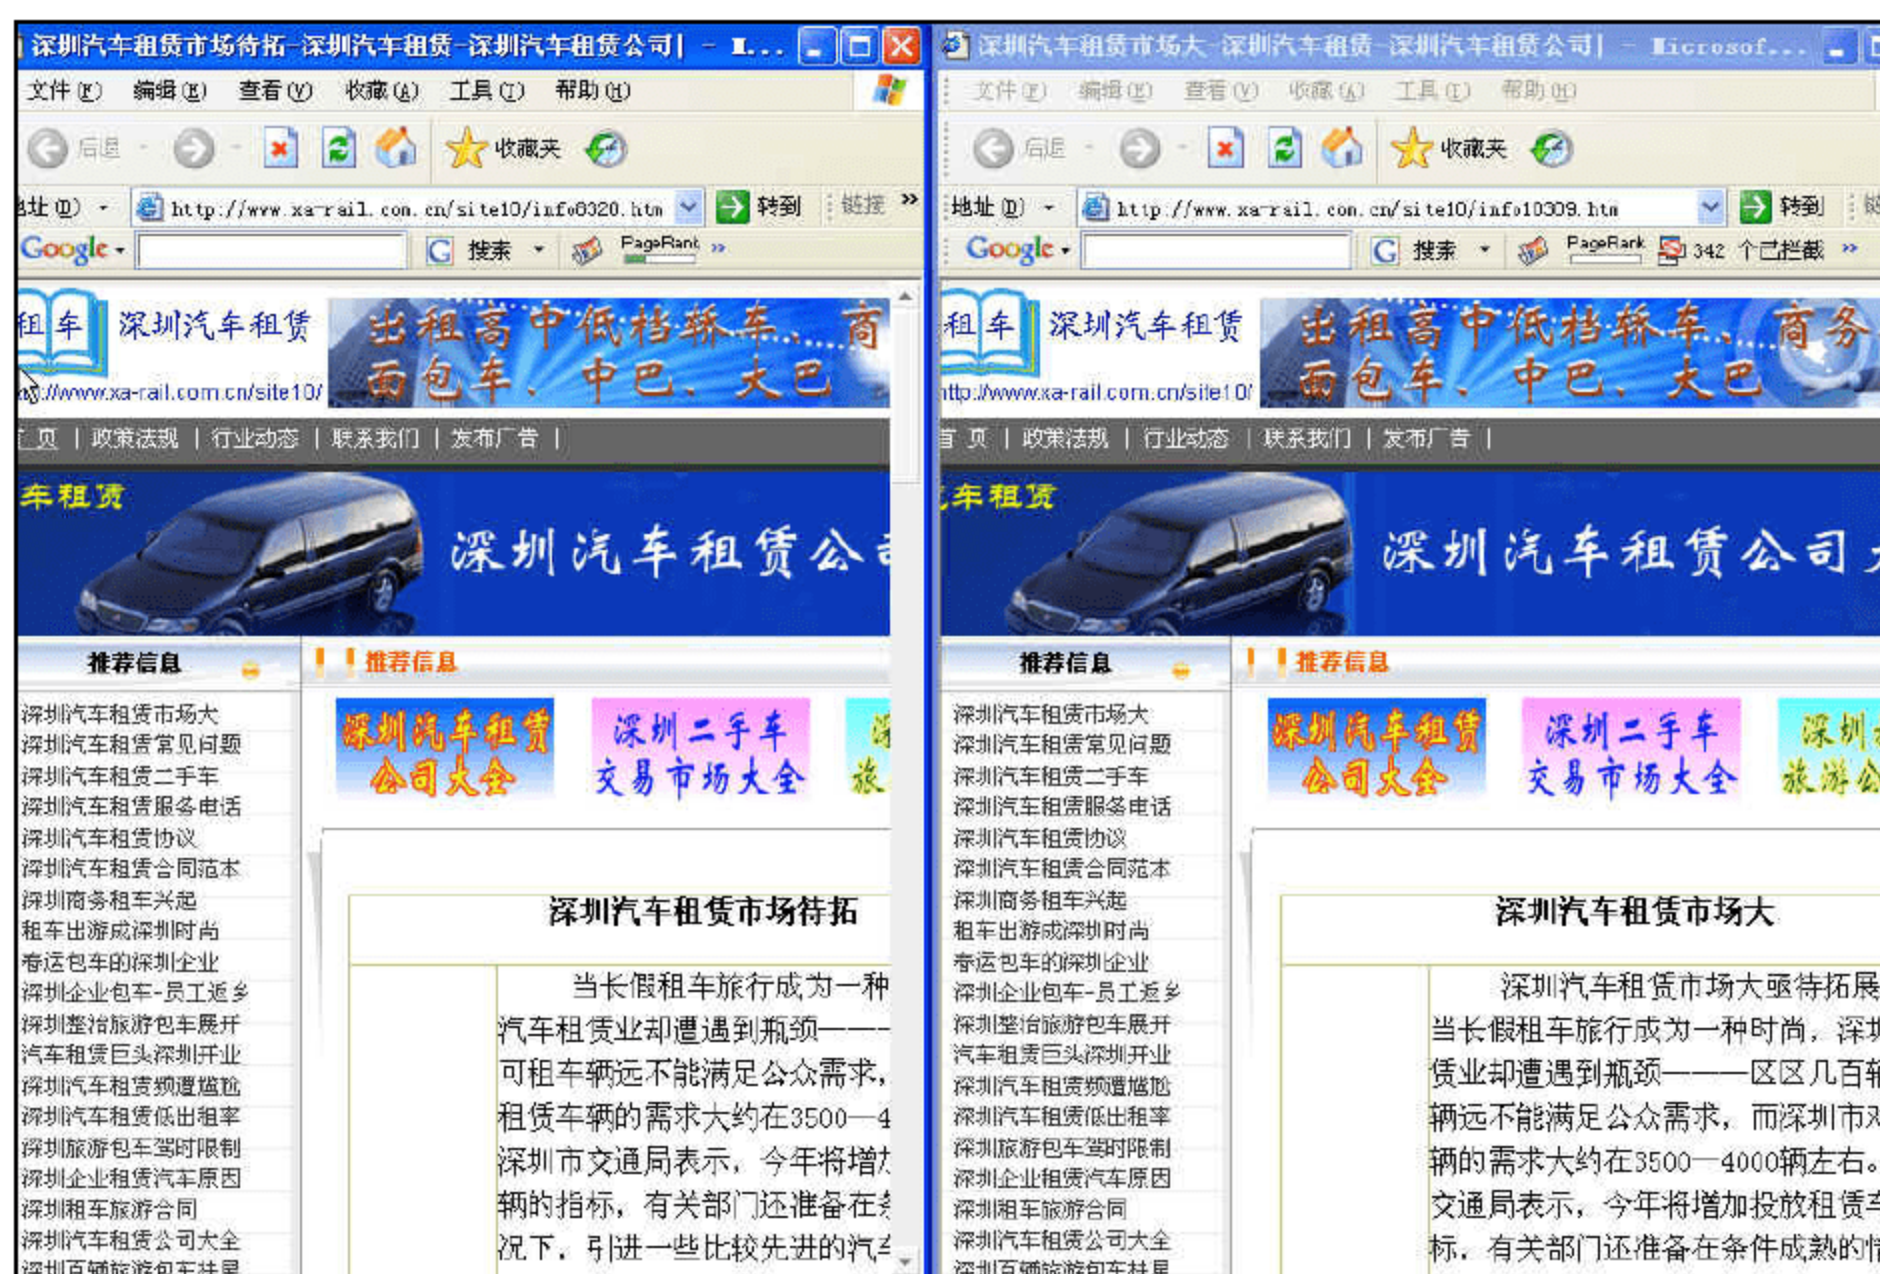 深圳汽车租赁市场待拓-深圳汽车租赁-深圳汽车租赁公司| - M...
文件(F) 编辑(E) 查看(V) 收藏(A) 工具(T) 帮助(H)
后退 收藏夹
址(D) http://www.xa-rail.com.cn/site10/info8320.htm 转到 链接 »
Google 搜索 PageRank »
租车 深圳汽车租赁 出租高中低档轿车、商
://www.xa-rail.com.cn/site10/ 面包车、中巴、大巴
页 | 政策法规 | 行业动态 | 联系我们 | 发布广告 |
车租赁
深圳汽车租赁公
推荐信息
推荐信息
深圳汽车租赁市场大
深圳汽车租赁常见问题
深圳汽车租赁二手车
深圳汽车租赁服务电话
深圳汽车租赁协议
深圳汽车租赁合同范本
深圳商务租车兴起
租车出游成深圳时尚
春运包车的深圳企业
深圳企业包车-员工返乡
深圳整治旅游包车展开
汽车租赁巨头深圳开业
深圳汽车租赁频遭尴尬
深圳汽车租赁低出租率
深圳旅游包车驾时限制
深圳企业租赁汽车原因
深圳租车旅游合同
深圳汽车租赁公司大全
深圳汽车租赁
公司大全
深圳二手车
交易市场大全
深圳汽车租赁市场待拓
当长假租车旅行成为一种
汽车租赁业却遭遇到瓶颈———
可租车辆远不能满足公众需求，
租赁车辆的需求大约在3500—4
深圳市交通局表示，今年将增加
辆的指标，有关部门还准备在条
况下，引进一些比较先进的汽车
深圳汽车租赁市场大-深圳汽车租赁-深圳汽车租赁公司| - Microsof...
文件(F) 编辑(E) 查看(V) 收藏(A) 工具(T) 帮助(H)
后退 收藏夹
地址(D) http://www.xa-rail.com.cn/site10/info10309.htm 转到 链
Google 搜索 PageRank 342 个已拦截 »
租车 深圳汽车租赁 出租高中低档轿车、商务
http://www.xa-rail.com.cn/site10/ 面包车、中巴、大巴
首 页 | 政策法规 | 行业动态 | 联系我们 | 发布广告 |
车租赁
深圳汽车租赁公司
推荐信息
推荐信息
深圳汽车租赁市场大
深圳汽车租赁常见问题
深圳汽车租赁二手车
深圳汽车租赁服务电话
深圳汽车租赁协议
深圳汽车租赁合同范本
深圳商务租车兴起
租车出游成深圳时尚
春运包车的深圳企业
深圳企业包车-员工返乡
深圳整治旅游包车展开
汽车租赁巨头深圳开业
深圳汽车租赁频遭尴尬
深圳汽车租赁低出租率
深圳旅游包车驾时限制
深圳企业租赁汽车原因
深圳租车旅游合同
深圳汽车租赁公司大全
深圳汽车租赁
公司大全
深圳二手车
交易市场大全
深圳
旅游公
深圳汽车租赁市场大
深圳汽车租赁市场大亟待拓展
当长假租车旅行成为一种时尚，深圳
赁业却遭遇到瓶颈———区区几百辆
辆远不能满足公众需求，而深圳市对
辆的需求大约在3500—4000辆左右。
交通局表示，今年将增加投放租赁车
标，有关部门还准备在条件成熟的情